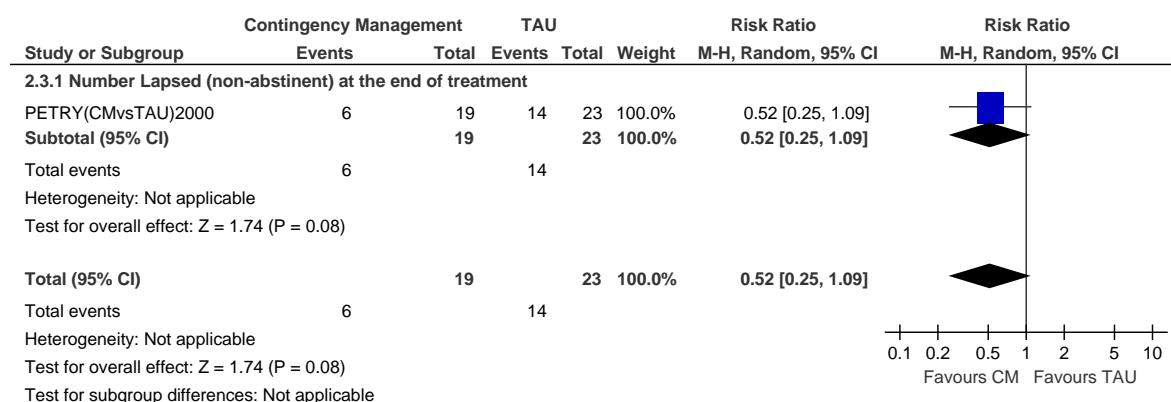 Contingency Management TAU Risk Ratio Risk Ratio
Study or Subgroup Events Total Events Total Weight M-H, Random, 95% CI M-H, Random, 95% CI
2.3.1 Number Lapsed (non-abstinent) at the end of treatment
PETRY(CMvsTAU)2000 6 19 14 23 100.0% 0.52 [0.25, 1.09]
Subtotal (95% CI) 19 23 100.0% 0.52 [0.25, 1.09]
Total events 6 14
Heterogeneity: Not applicable
Test for overall effect: Z = 1.74 (P = 0.08)
Total (95% CI) 19 23 100.0% 0.52 [0.25, 1.09]
Total events 6 14
Heterogeneity: Not applicable
Test for overall effect: Z = 1.74 (P = 0.08)
Test for subgroup differences: Not applicable
0.1 0.2 0.5 1 2 5 10
Favours CM Favours TAU